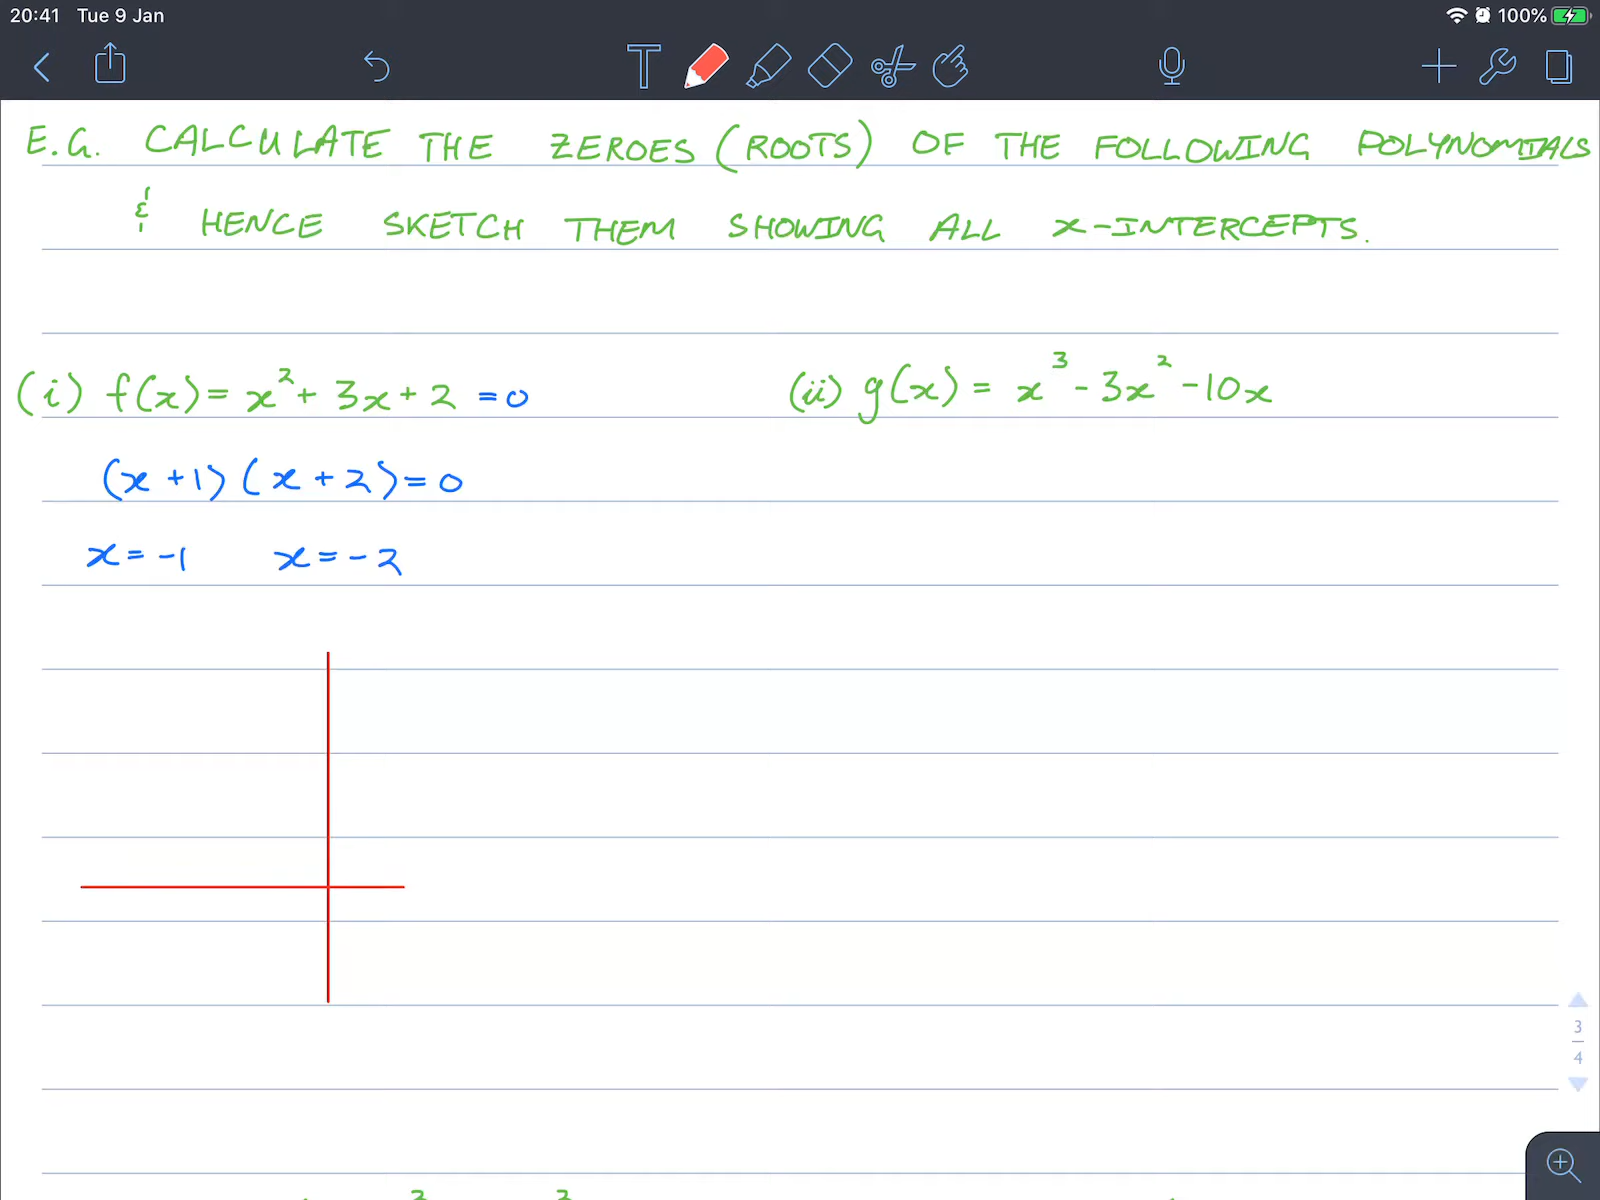 20:41 Tue 9 Jan 100%
E.G. CALCULATE THE ZEROES (ROOTS) OF THE FOLLOWING POLYNOMIALS
& HENCE SKETCH THEM SHOWING ALL x-INTERCEPTS.
(i) f(x) = x² + 3x + 2 = 0
(x + 1)(x + 2) = 0
x = -1 x = -2
(ii) g(x) = x³ - 3x² - 10x
3
4